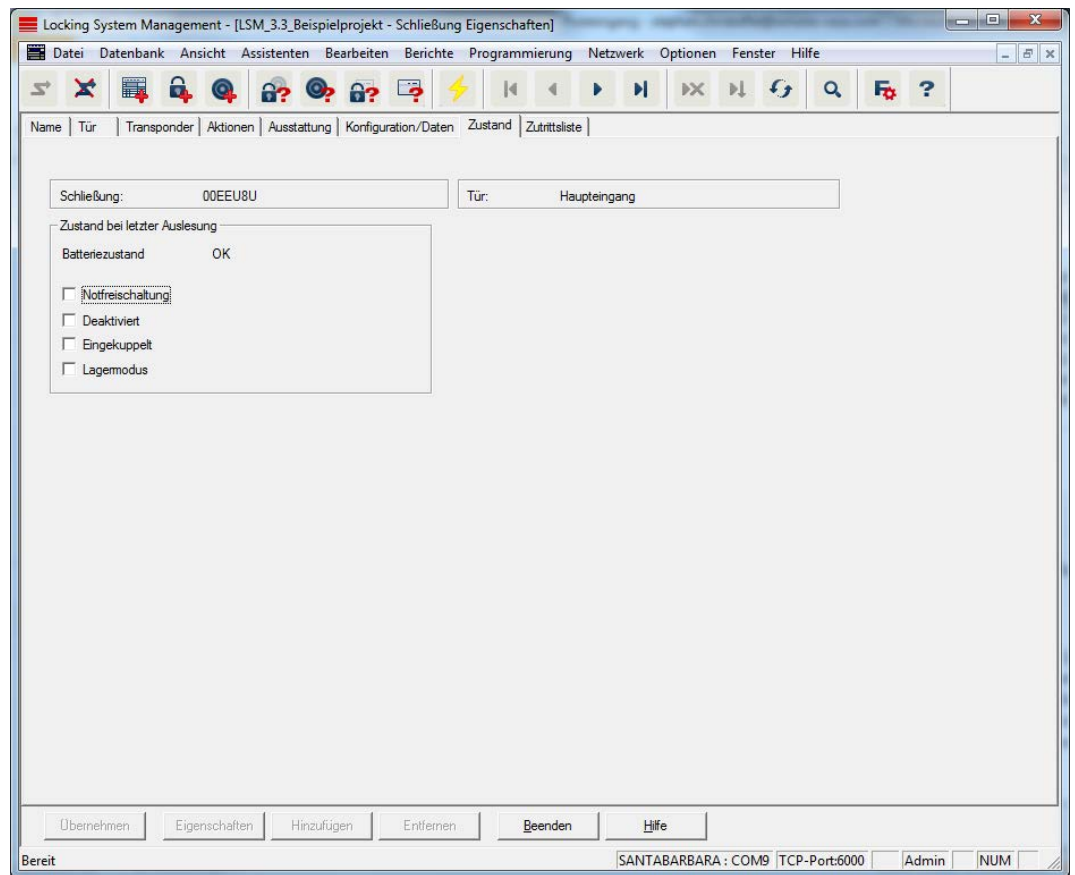 Locking System Management - [LSM_3.3_Beispielprojekt - Schließung Eigenschaften]
Datei Datenbank Ansicht Assistenten Bearbeiten Berichte Programmierung Netzwerk Optionen Fenster Hilfe
Name Tür Transponder Aktionen Ausstattung Konfiguration/Daten Zustand Zutrittsliste
Schließung: 00EEU8U Tür: Haupteingang
Zustand bei letzter Auslesung
Batteriezustand OK
Notfreischaltung
Deaktiviert
Eingekuppelt
Lagermodus
Übernehmen Eigenschaften Hinzufügen Entfernen Beenden Hilfe
Bereit SANTABARBARA : COM9 TCP-Port:6000 Admin NUM